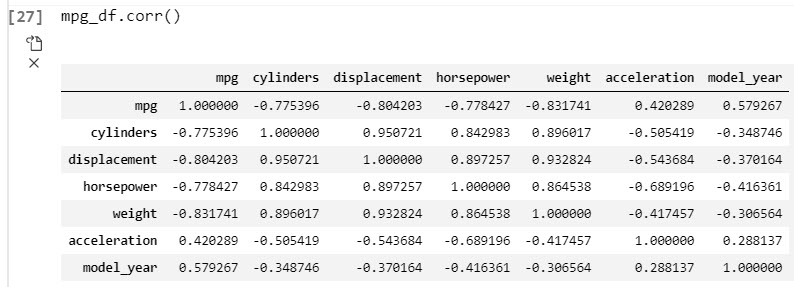 [27] mpg_df.corr()
mpg cylinders displacement horsepower weight acceleration model_year
mpg 1.000000 -0.775396 -0.804203 -0.778427 -0.831741 0.420289 0.579267
cylinders -0.775396 1.000000 0.950721 0.842983 0.896017 -0.505419 -0.348746
displacement -0.804203 0.950721 1.000000 0.897257 0.932824 -0.543684 -0.370164
horsepower -0.778427 0.842983 0.897257 1.000000 0.864538 -0.689196 -0.416361
weight -0.831741 0.896017 0.932824 0.864538 1.000000 -0.417457 -0.306564
acceleration 0.420289 -0.505419 -0.543684 -0.689196 -0.417457 1.000000 0.288137
model_year 0.579267 -0.348746 -0.370164 -0.416361 -0.306564 0.288137 1.000000